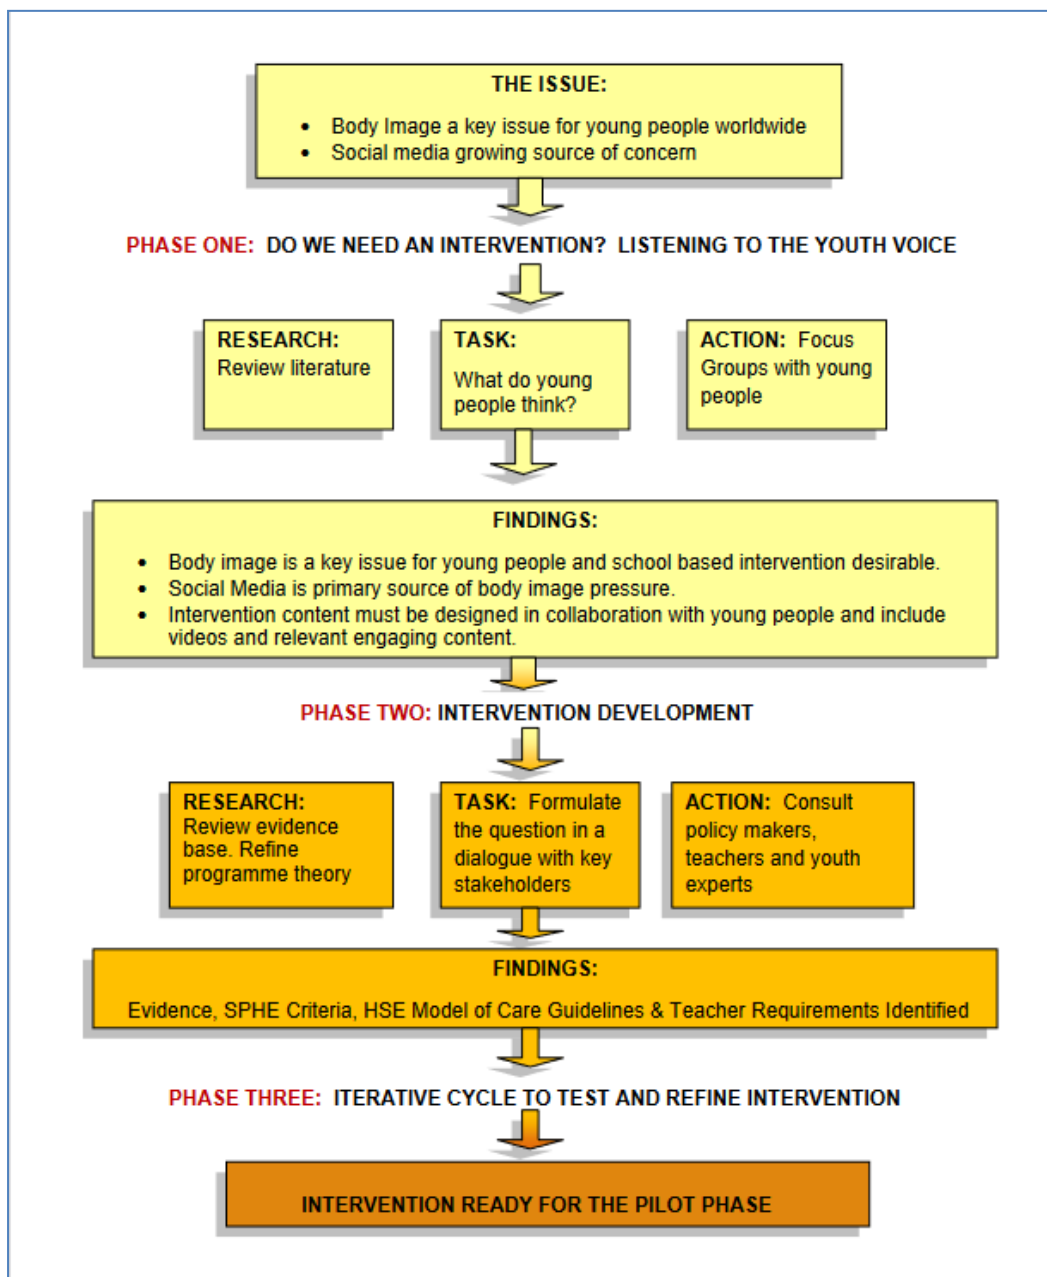 THE ISSUE:
• Body Image a key issue for young people worldwide
• Social media growing source of concern
PHASE ONE: DO WE NEED AN INTERVENTION? LISTENING TO THE YOUTH VOICE
RESEARCH:
Review literature
TASK:
What do young
people think?
ACTION: Focus
Groups with young
people
FINDINGS:
• Body image is a key issue for young people and school based intervention desirable.
• Social Media is primary source of body image pressure.
• Intervention content must be designed in collaboration with young people and include
videos and relevant engaging content.
PHASE TWO: INTERVENTION DEVELOPMENT
RESEARCH:
Review evidence
base. Refine
programme theory
TASK: Formulate
the question in a
dialogue with key
stakeholders
ACTION: Consult
policy makers,
teachers and youth
experts
FINDINGS:
Evidence, SPHE Criteria, HSE Model of Care Guidelines & Teacher Requirements Identified
PHASE THREE: ITERATIVE CYCLE TO TEST AND REFINE INTERVENTION
INTERVENTION READY FOR THE PILOT PHASE